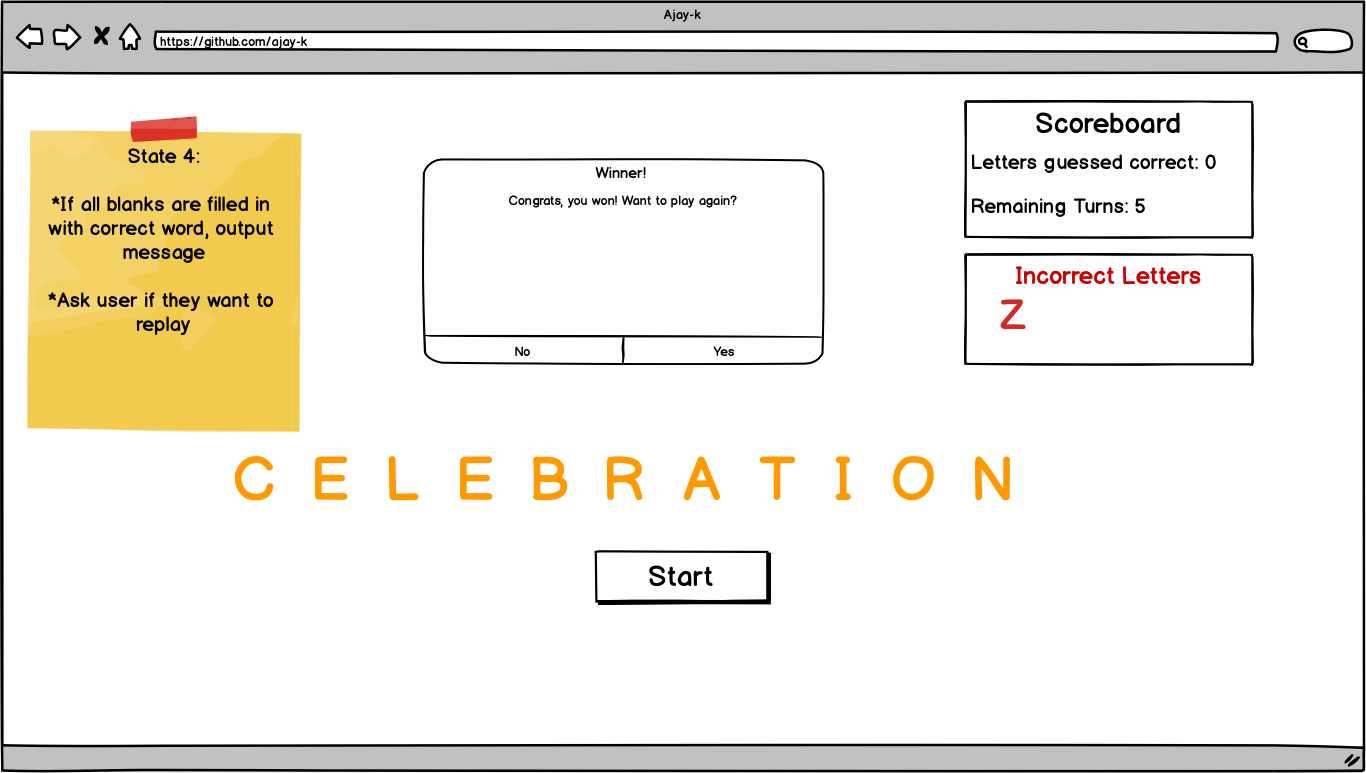 Ajay-k
https://github.com/ajay-k
State 4:
*If all blanks are filled in
with correct word, output
message
*Ask user if they want to
replay
Winner!
Congrats, you won! Want to play again?
No
Yes
Scoreboard
Letters guessed correct: 0
Remaining Turns: 5
Incorrect Letters
Z
C E L E B R A T I O N
Start